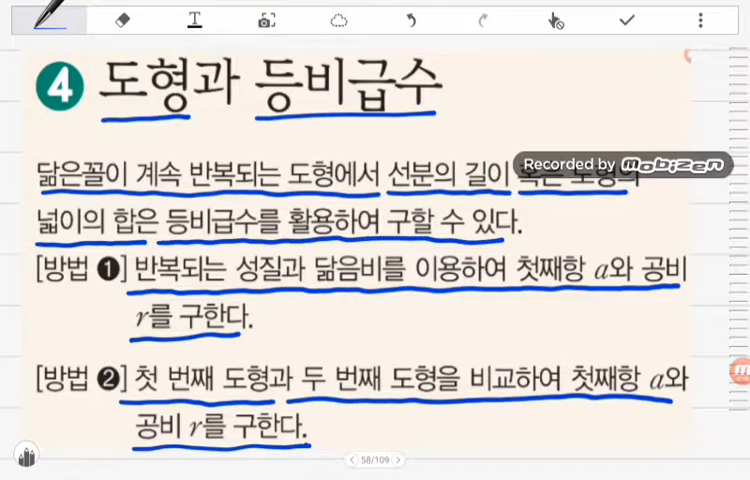 T
Recorded by mobizen
4 도형과 등비급수
닮은꼴이 계속 반복되는 도형에서 선분의 길이 혹은 도형의
넓이의 합은 등비급수를 활용하여 구할 수 있다.
[방법 ❶] 반복되는 성질과 닮음비를 이용하여 첫째항 a와 공비
r를 구한다.
[방법 ❷] 첫 번째 도형과 두 번째 도형을 비교하여 첫째항 a와
공비 r를 구한다.
58/109